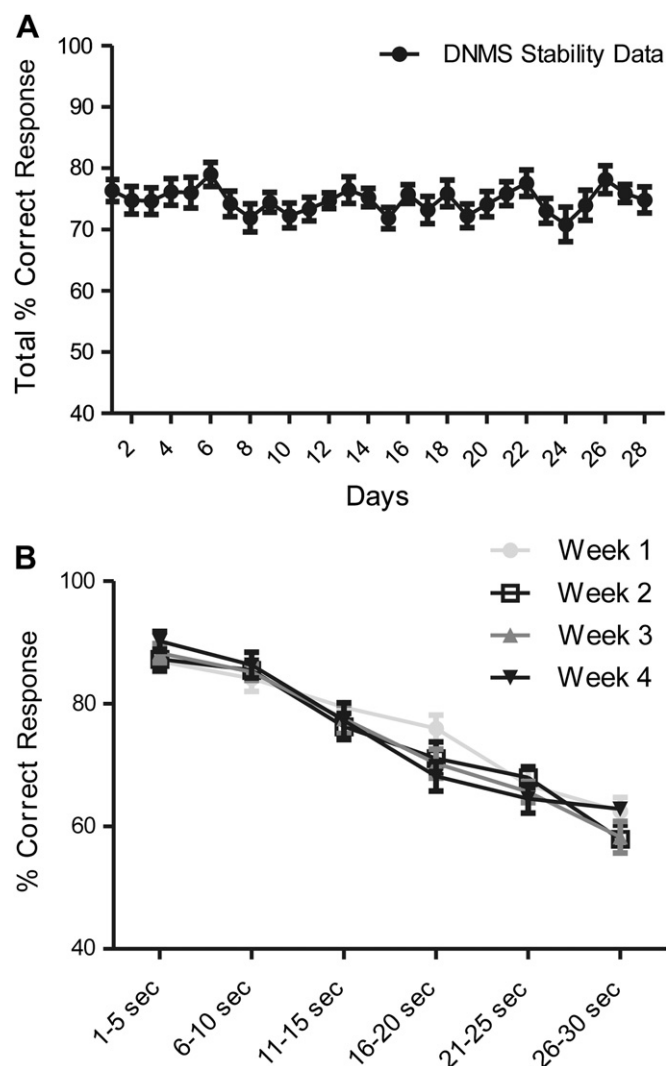 A
DNMS Stability Data
Total % Correct Response
100
90
80
70
60
50
40
2 4 6 8 10 12 14 16 18 20 22 24 26 28
Days
B
Week 1
Week 2
Week 3
Week 4
% Correct Response
100
80
60
40
1-5 sec
6-10 sec
11-15 sec
16-20 sec
21-25 sec
26-30 sec